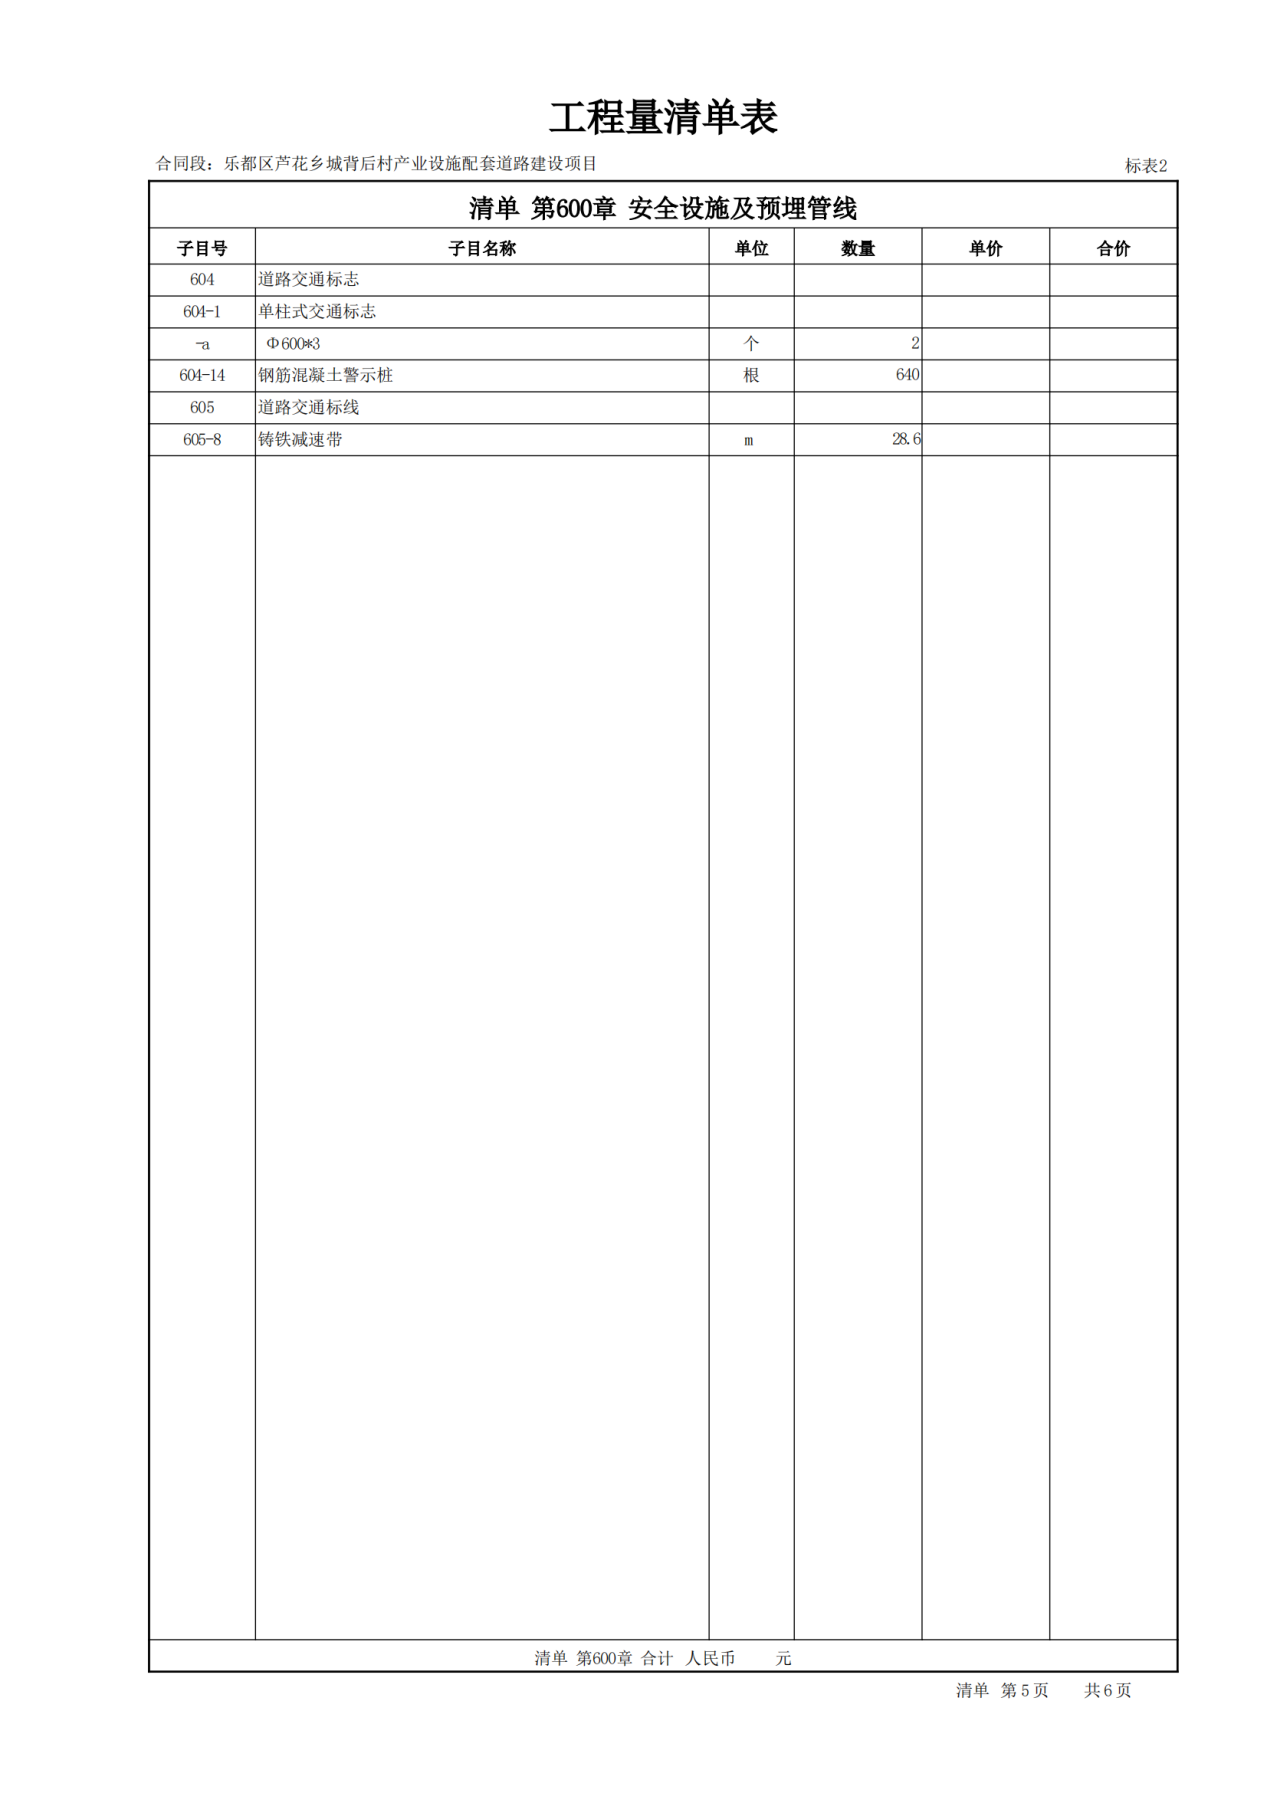 工程量清单表
合同段：乐都区芦花乡城背后村产业设施配套道路建设项目 标表2
清单 第600章 安全设施及预埋管线
子目号 子目名称 单位 数量 单价 合价
604 道路交通标志
604-1 单柱式交通标志
-a Φ600*3 个 2
604-14 钢筋混凝土警示桩 根 640
605 道路交通标线
605-8 铸铁减速带 m 28.6
清单 第600章 合计 人民币 元
清单 第5页 共6页